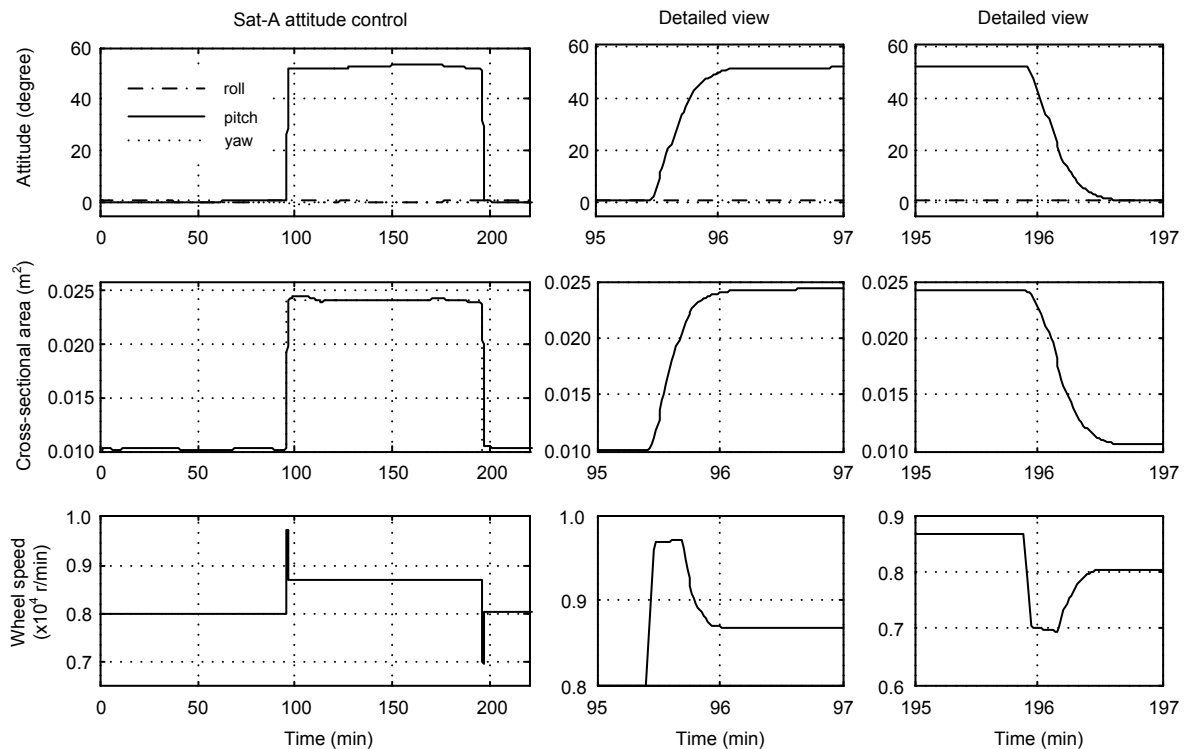 Sat-A attitude control
Detailed view
Detailed view
Attitude (degree)
60
40
20
0
roll
pitch
yaw
0 50 100 150 200
60
40
20
0
95 96 97
60
40
20
0
195 196 197
Cross-sectional area (m²)
0.025
0.020
0.015
0.010
0 50 100 150 200
0.025
0.020
0.015
0.010
95 96 97
0.025
0.020
0.015
0.010
195 196 197
Wheel speed
(x10⁴ r/min)
1.0
0.9
0.8
0.7
0 50 100 150 200
Time (min)
1.0
0.9
0.8
95 96 97
Time (min)
0.9
0.8
0.7
0.6
195 196 197
Time (min)